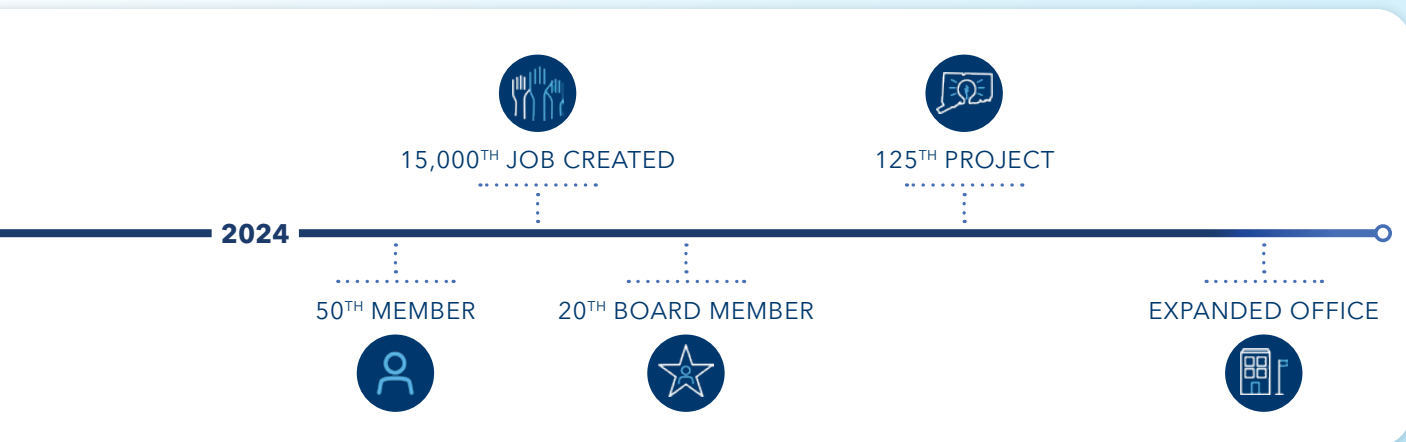 15,000TH JOB CREATED
125TH PROJECT
2024
50TH MEMBER
20TH BOARD MEMBER
EXPANDED OFFICE